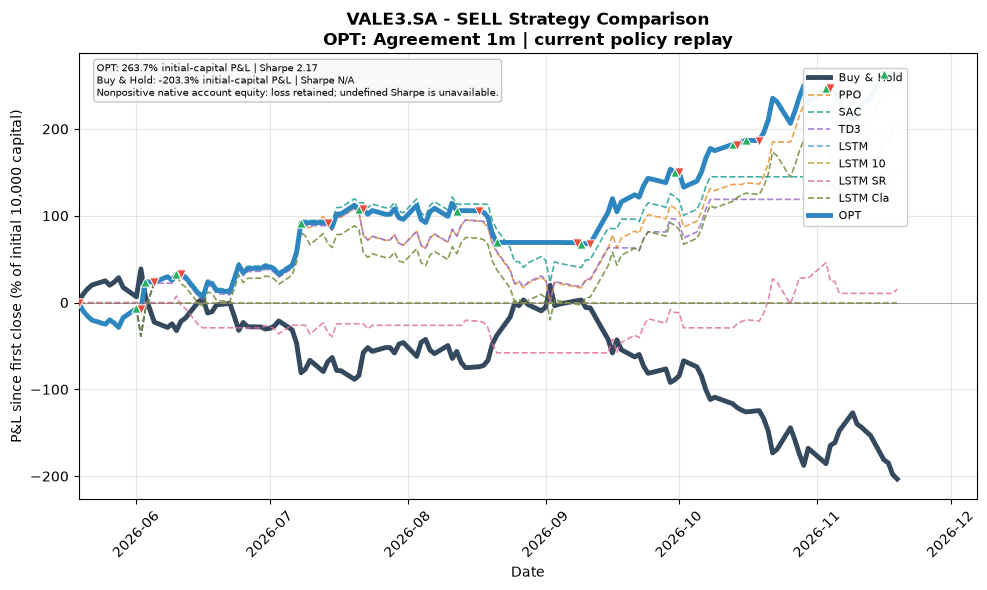 VALE3.SA - SELL Strategy Comparison
OPT: Agreement 1m | current policy replay
OPT: 263.7% initial-capital P&L | Sharpe 2.17
Buy & Hold: -203.3% initial-capital P&L | Sharpe N/A
Nonpositive native account equity: loss retained; undefined Sharpe is unavailable.
Buy & Hold
PPO
SAC
TD3
LSTM
LSTM 10
LSTM SR
LSTM Cla
OPT
P&L since first close (% of initial 10,000 capital)
200
100
0
−100
−200
2026-06
2026-07
2026-08
2026-09
2026-10
2026-11
2026-12
Date